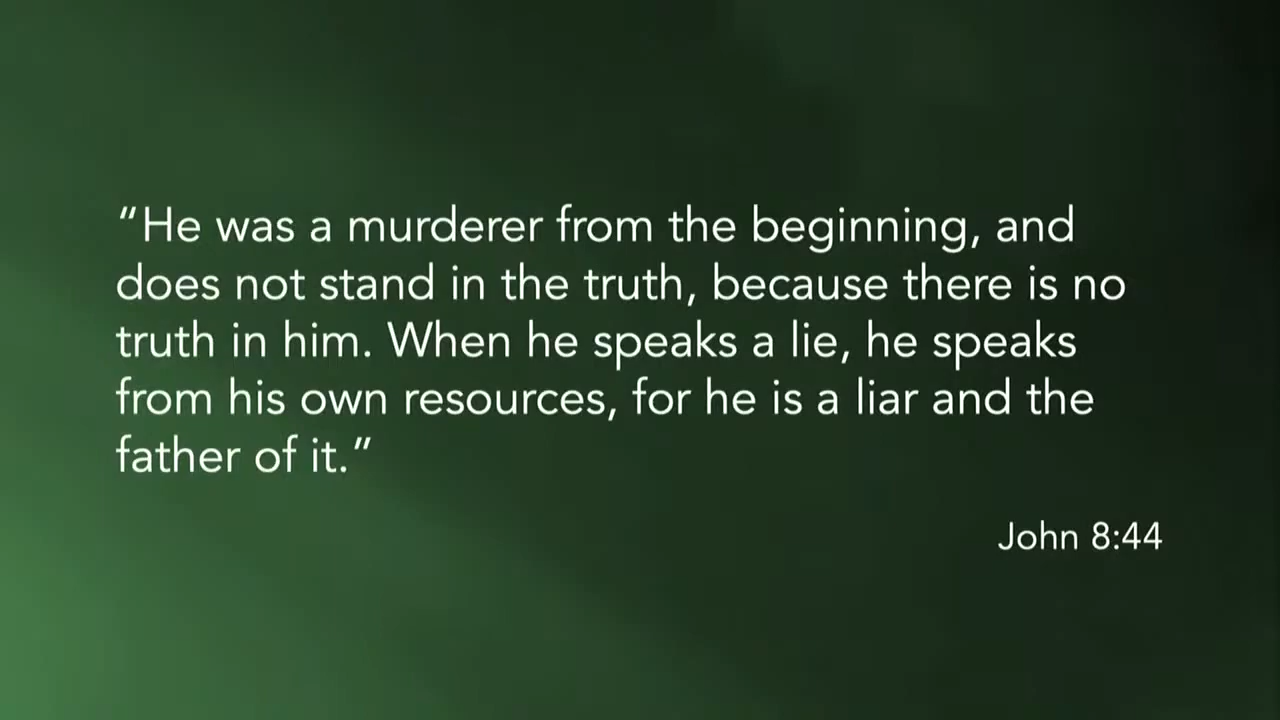 “He was a murderer from the beginning, and
does not stand in the truth, because there is no
truth in him. When he speaks a lie, he speaks
from his own resources, for he is a liar and the
father of it.”
John 8:44